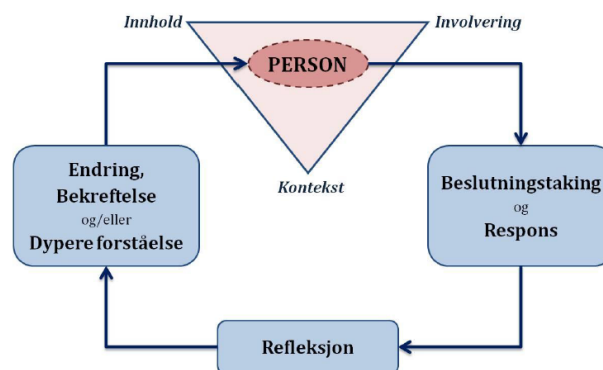 Innhold
Involvering
PERSON
Kontekst
Endring,
Bekreftelse
og/eller
Dypere forståelse
Beslutningstaking
og
Respons
Refleksjon